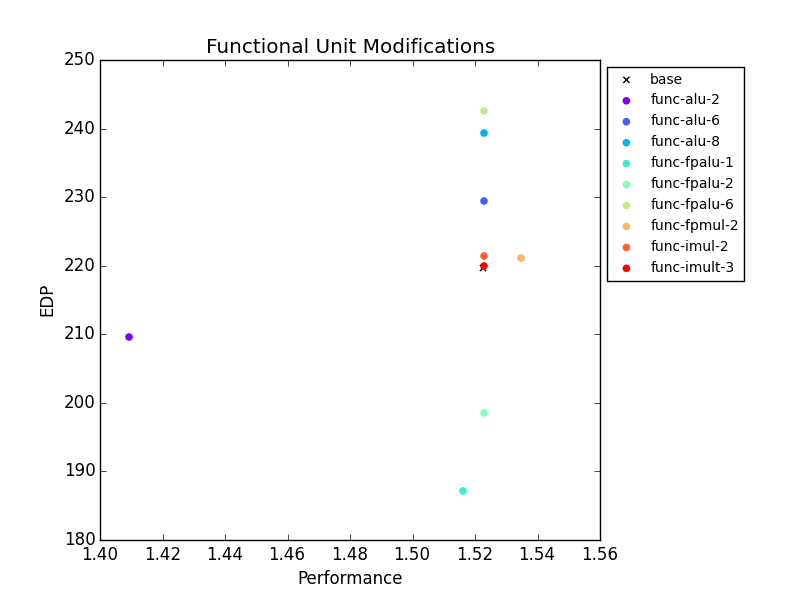 Functional Unit Modifications
250
240
230
220
210
200
190
180
EDP
1.40 1.42 1.44 1.46 1.48 1.50 1.52 1.54 1.56
Performance
base
func-alu-2
func-alu-6
func-alu-8
func-fpalu-1
func-fpalu-2
func-fpalu-6
func-fpmul-2
func-imul-2
func-imult-3